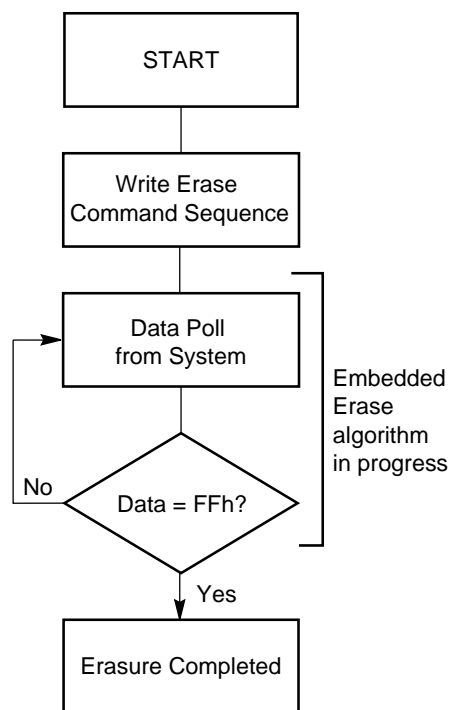 START
Write Erase
Command Sequence
Data Poll
from System
Embedded
Erase
algorithm
in progress
No
Data = FFh?
Yes
Erasure Completed